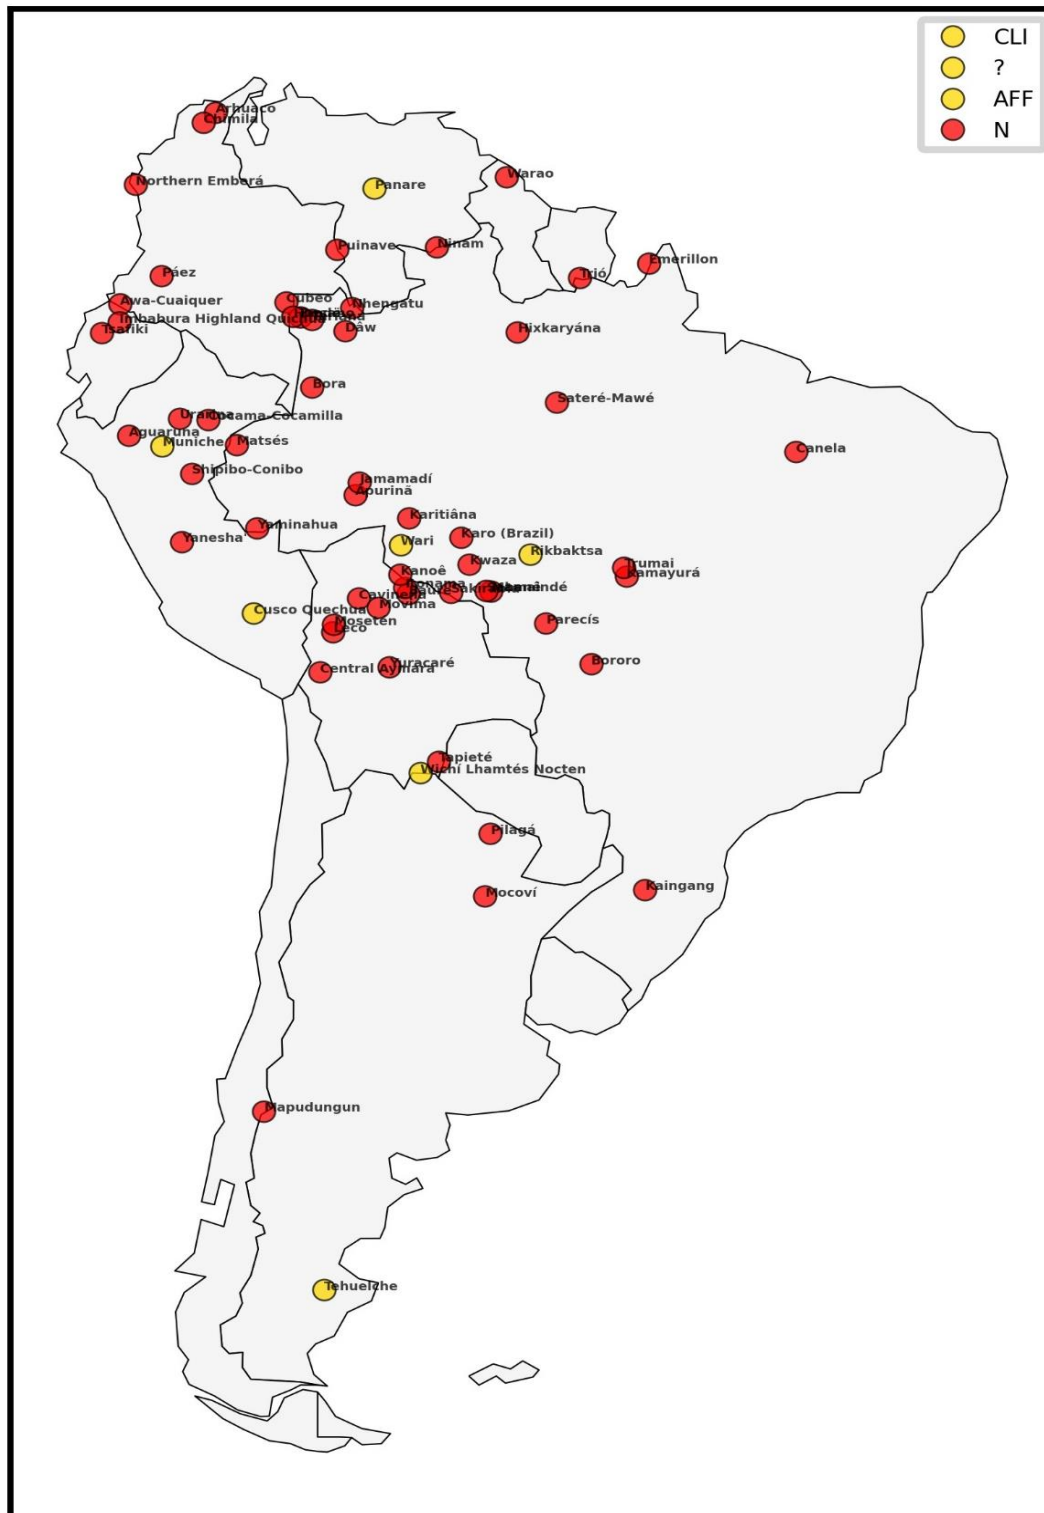 CLI
?
AFF
N
Arhuaco
Chimila
Northern Emberá
Panare
Warao
Puinave
Ninam
Emerillon
Trió
Páez
Awa-Cuaiquer
Cubeo
Nhengatu
Imbabura Highland Quichua
Tsafiki
Dâw
Hixkaryána
Bora
Sateré-Mawé
Urarina
Cocama-Cocamilla
Aguaruna
Muniche
Matsés
Canela
Shipibo-Conibo
Jamamadí
Apurinã
Karitiâna
Yaminahua
Yanesha'
Wari
Karo (Brazil)
Rikbaktsa
Kwaza
Trumai
Kamayurá
Kanoê
Cavineña
Movima
Cusco Quechua
Mosetén
Leco
Parecís
Bororo
Central Aymara
Yuracaré
Tapieté
Wichí Lhamtés Nocten
Pilagá
Kaingang
Mocoví
Mapudungun
Tehuelche